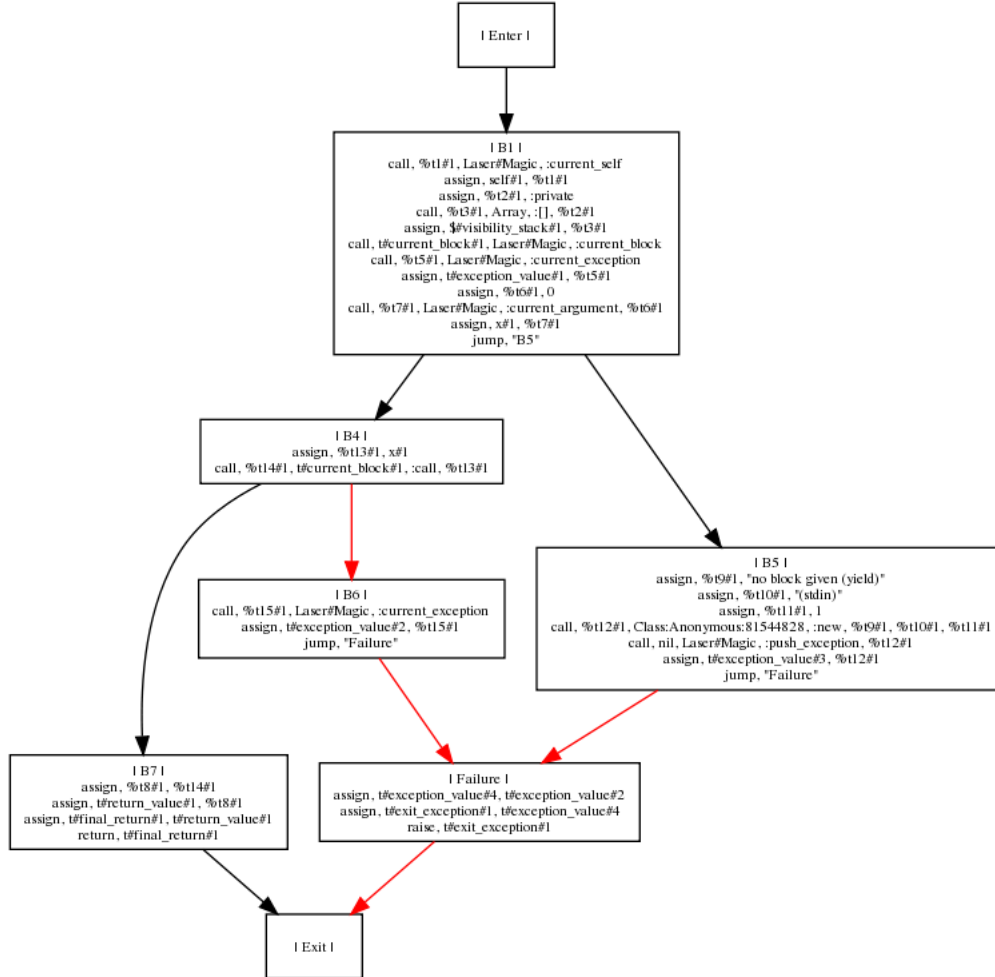 | Enter |
| B1 |
call, %t1#1, Laser#Magic, :current_self
assign, self#1, %t1#1
assign, %t2#1, :private
call, %t3#1, Array, :[], %t2#1
assign, $#visibility_stack#1, %t3#1
call, t#current_block#1, Laser#Magic, :current_block
call, %t5#1, Laser#Magic, :current_exception
assign, t#exception_value#1, %t5#1
assign, %t6#1, 0
call, %t7#1, Laser#Magic, :current_argument, %t6#1
assign, x#1, %t7#1
jump, "B5"
| B4 |
assign, %t13#1, x#1
call, %t14#1, t#current_block#1, :call, %t13#1
| B5 |
assign, %t9#1, "no block given (yield)"
assign, %t10#1, "(stdin)"
assign, %t11#1, 1
call, %t12#1, Class:Anonymous:81544828, :new, %t9#1, %t10#1, %t11#1
call, nil, Laser#Magic, :push_exception, %t12#1
assign, t#exception_value#3, %t12#1
jump, "Failure"
| B6 |
call, %t15#1, Laser#Magic, :current_exception
assign, t#exception_value#2, %t15#1
jump, "Failure"
| B7 |
assign, %t8#1, %t14#1
assign, t#return_value#1, %t8#1
assign, t#final_return#1, t#return_value#1
return, t#final_return#1
| Failure |
assign, t#exception_value#4, t#exception_value#2
assign, t#exit_exception#1, t#exception_value#4
raise, t#exit_exception#1
| Exit |